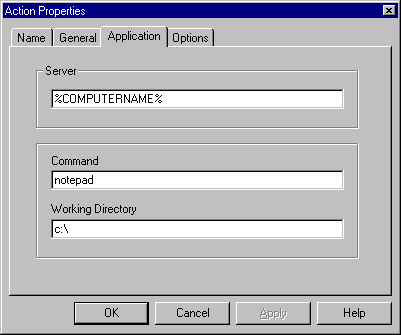 Action Properties
Name General Application Options
Server
%COMPUTERNAME%
Command
notepad
Working Directory
c:\
OK Cancel Apply Help